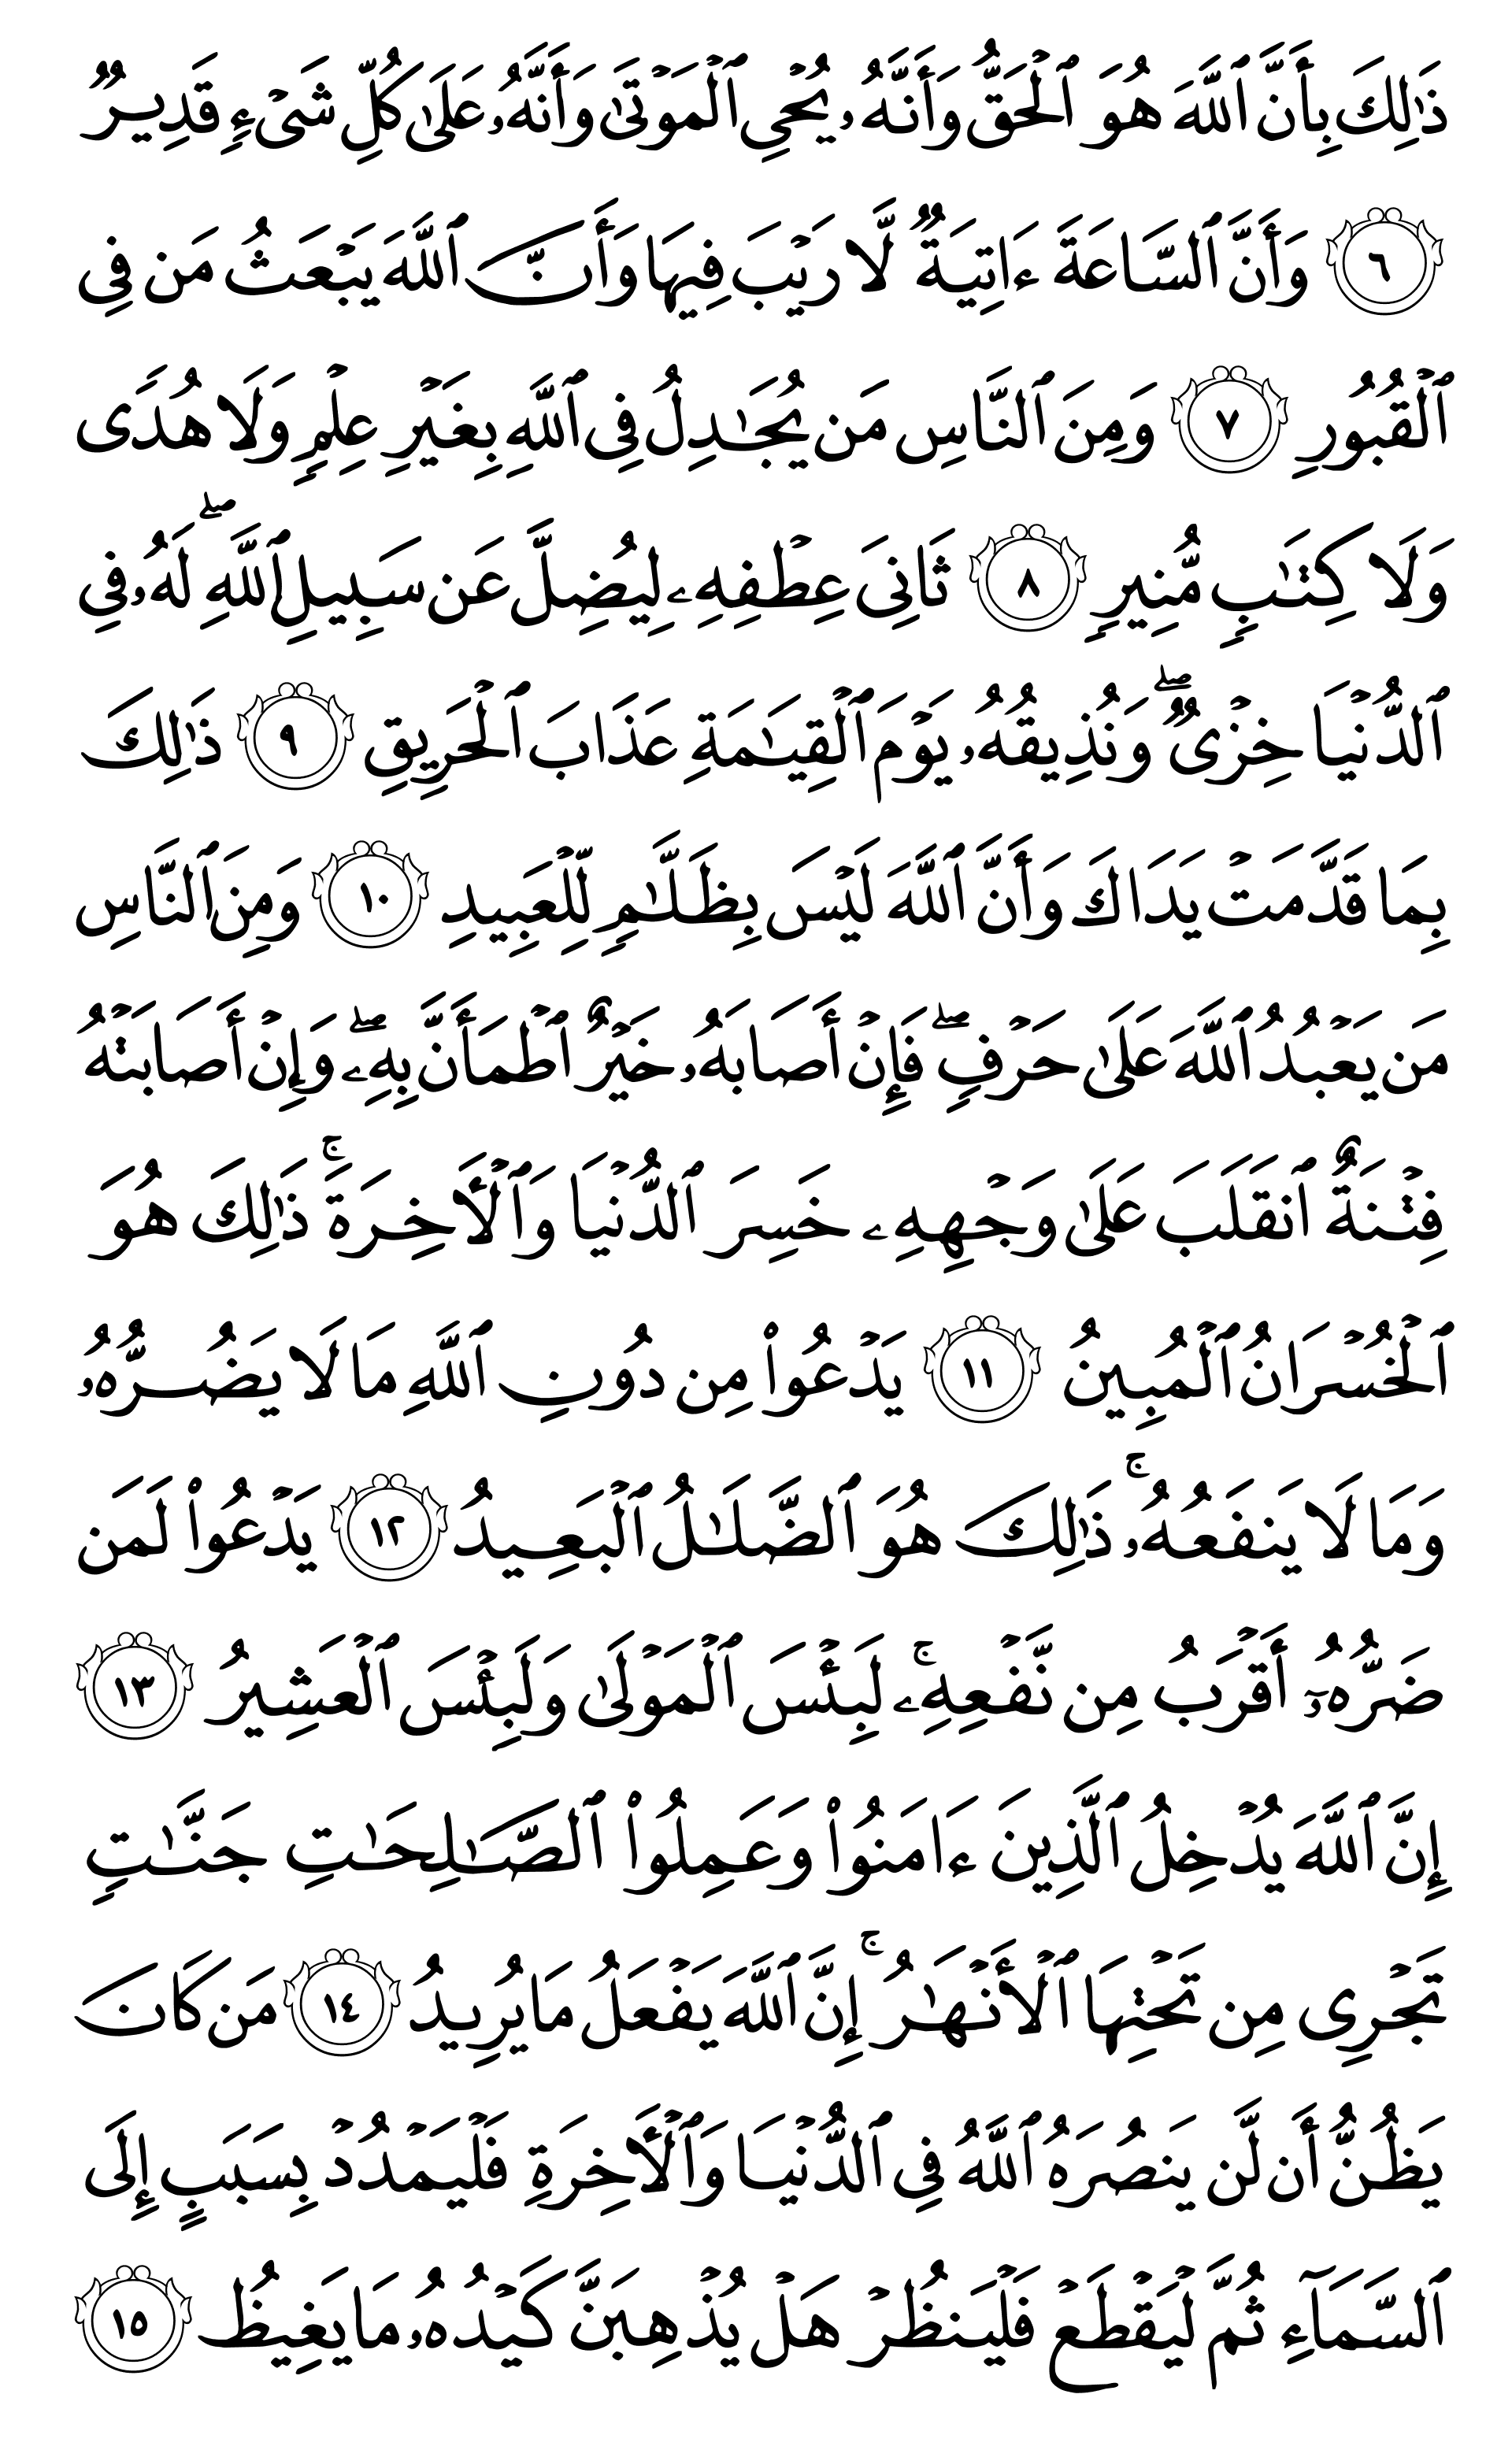 ذَٰلِكَ بِأَنَّ ٱللَّهَ هُوَ ٱلْحَقُّ وَأَنَّهُۥ يُحْىِ ٱلْمَوْتَىٰ وَأَنَّهُۥ عَلَىٰ كُلِّ شَىْءٍ قَدِيرٌ
٦ وَأَنَّ ٱلسَّاعَةَ ءَاتِيَةٌ لَّا رَيْبَ فِيهَا وَأَنَّ ٱللَّهَ يَبْعَثُ مَن فِى
ٱلْقُبُورِ ٧ وَمِنَ ٱلنَّاسِ مَن يُجَٰدِلُ فِى ٱللَّهِ بِغَيْرِ عِلْمٍ وَلَا هُدًى
وَلَا كِتَٰبٍ مُّنِيرٍ ٨ ثَانِىَ عِطْفِهِۦ لِيُضِلَّ عَن سَبِيلِ ٱللَّهِۖ لَهُۥ فِى
ٱلدُّنْيَا خِزْىٌۖ وَنُذِيقُهُۥ يَوْمَ ٱلْقِيَٰمَةِ عَذَابَ ٱلْحَرِيقِ ٩ ذَٰلِكَ
بِمَا قَدَّمَتْ يَدَاكَ وَأَنَّ ٱللَّهَ لَيْسَ بِظَلَّٰمٍ لِّلْعَبِيدِ ١٠ وَمِنَ ٱلنَّاسِ
مَن يَعْبُدُ ٱللَّهَ عَلَىٰ حَرْفٍۖ فَإِنْ أَصَابَهُۥ خَيْرٌ ٱطْمَأَنَّ بِهِۦۖ وَإِنْ أَصَابَتْهُ
فِتْنَةٌ ٱنقَلَبَ عَلَىٰ وَجْهِهِۦ خَسِرَ ٱلدُّنْيَا وَٱلْأَخِرَةَۚ ذَٰلِكَ هُوَ
ٱلْخُسْرَانُ ٱلْمُبِينُ ١١ يَدْعُوا۟ مِن دُونِ ٱللَّهِ مَا لَا يَضُرُّهُۥ
وَمَا لَا يَنفَعُهُۥۚ ذَٰلِكَ هُوَ ٱلضَّلَٰلُ ٱلْبَعِيدُ ١٢ يَدْعُوا۟ لَمَن
ضَرُّهُۥٓ أَقْرَبُ مِن نَّفْعِهِۦۚ لَبِئْسَ ٱلْمَوْلَىٰ وَلَبِئْسَ ٱلْعَشِيرُ ١٣
إِنَّ ٱللَّهَ يُدْخِلُ ٱلَّذِينَ ءَامَنُوا۟ وَعَمِلُوا۟ ٱلصَّٰلِحَٰتِ جَنَّٰتٍ
تَجْرِى مِن تَحْتِهَا ٱلْأَنْهَٰرُۚ إِنَّ ٱللَّهَ يَفْعَلُ مَا يُرِيدُ ١٤ مَن كَانَ
يَظُنُّ أَن لَّن يَنصُرَهُ ٱللَّهُ فِى ٱلدُّنْيَا وَٱلْأَخِرَةِ فَلْيَمْدُدْ بِسَبَبٍ إِلَى
ٱلسَّمَآءِ ثُمَّ لْيَقْطَعْ فَلْيَنظُرْ هَلْ يُذْهِبَنَّ كَيْدُهُۥ مَا يَغِيظُ ١٥